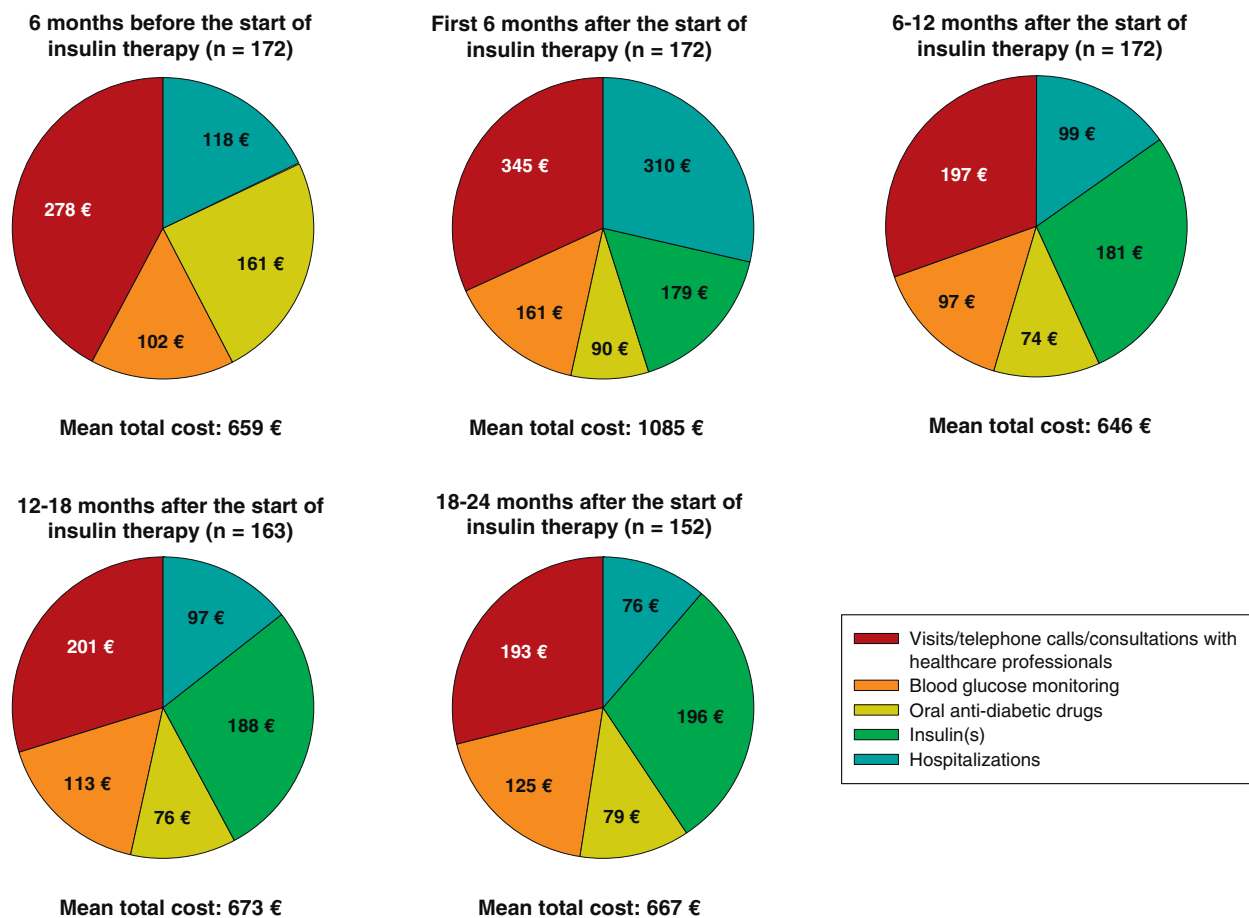 6 months before the start of
insulin therapy (n = 172)
118 €
278 €
161 €
102 €
Mean total cost: 659 €
First 6 months after the start of
insulin therapy (n = 172)
345 €
310 €
179 €
161 €
90 €
Mean total cost: 1085 €
6-12 months after the start of
insulin therapy (n = 172)
99 €
197 €
181 €
97 €
74 €
Mean total cost: 646 €
12-18 months after the start of
insulin therapy (n = 163)
97 €
201 €
188 €
113 €
76 €
Mean total cost: 673 €
18-24 months after the start of
insulin therapy (n = 152)
76 €
193 €
196 €
125 €
79 €
Mean total cost: 667 €
Visits/telephone calls/consultations with
healthcare professionals
Blood glucose monitoring
Oral anti-diabetic drugs
Insulin(s)
Hospitalizations